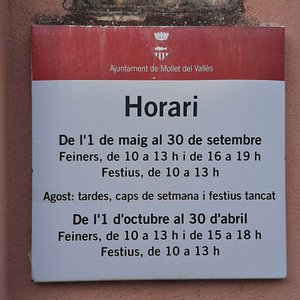 Ajuntament de Mollet del Vallès
Horari
De l'1 de maig al 30 de setembre
Feiners, de 10 a 13 h i de 16 a 19 h
Festius, de 10 a 13 h
Agost: tardes, caps de setmana i festius tancat
De l'1 d'octubre al 30 d'abril
Feiners, de 10 a 13 h i de 15 a 18 h
Festius, de 10 a 13 h